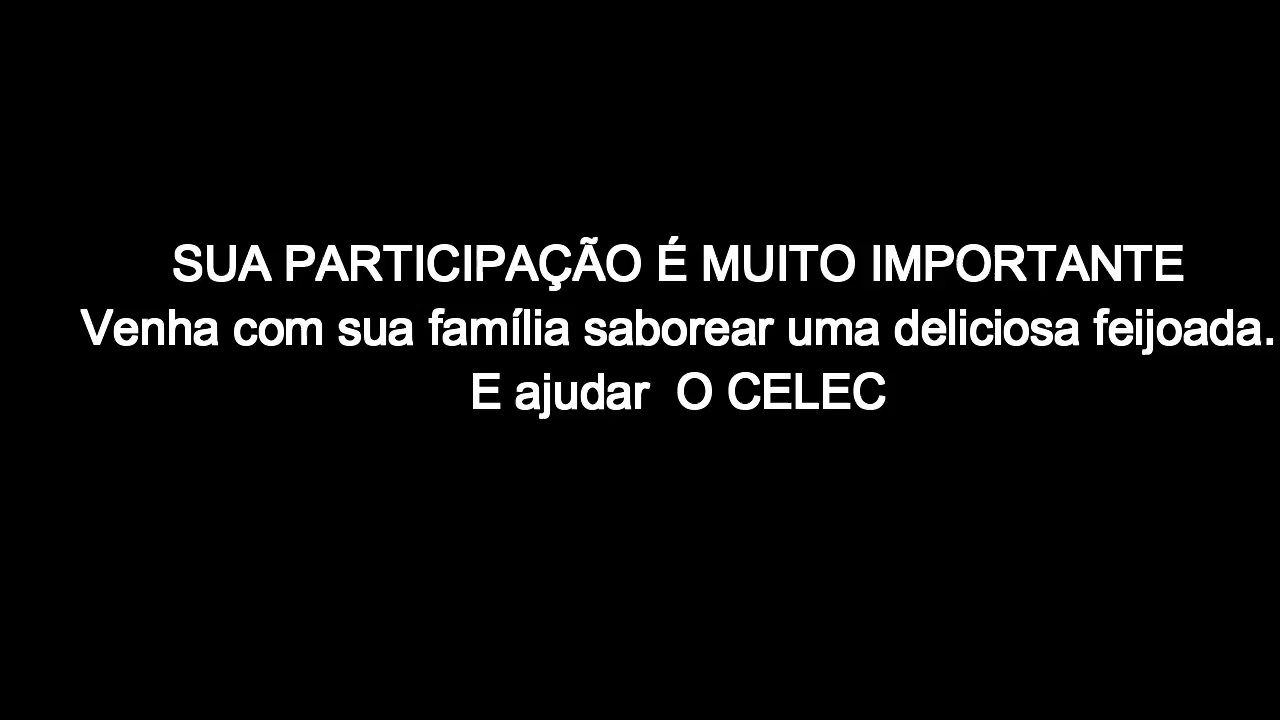 SUA PARTICIPAÇÃO É MUITO IMPORTANTE
Venha com sua família saborear uma deliciosa feijoada.
E ajudar  O CELEC